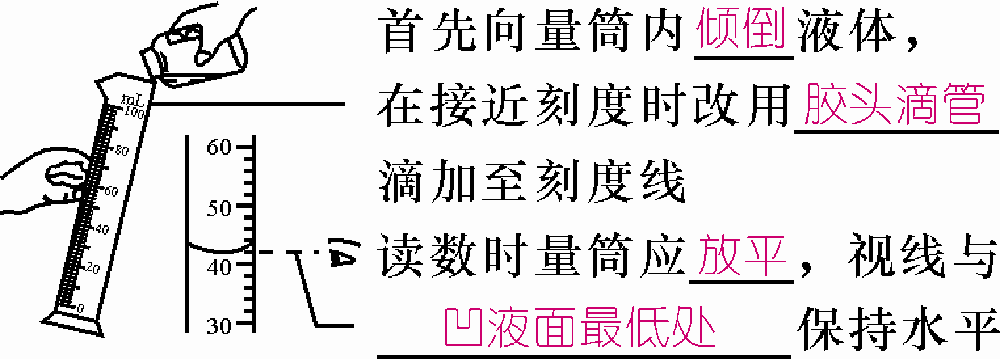 首先向量筒内倾倒液体，
在接近刻度时改用胶头滴管
滴加至刻度线
读数时量筒应放平，视线与
凹液面最低处保持水平
mL
100
80
60
40
20
0
60
50
40
30